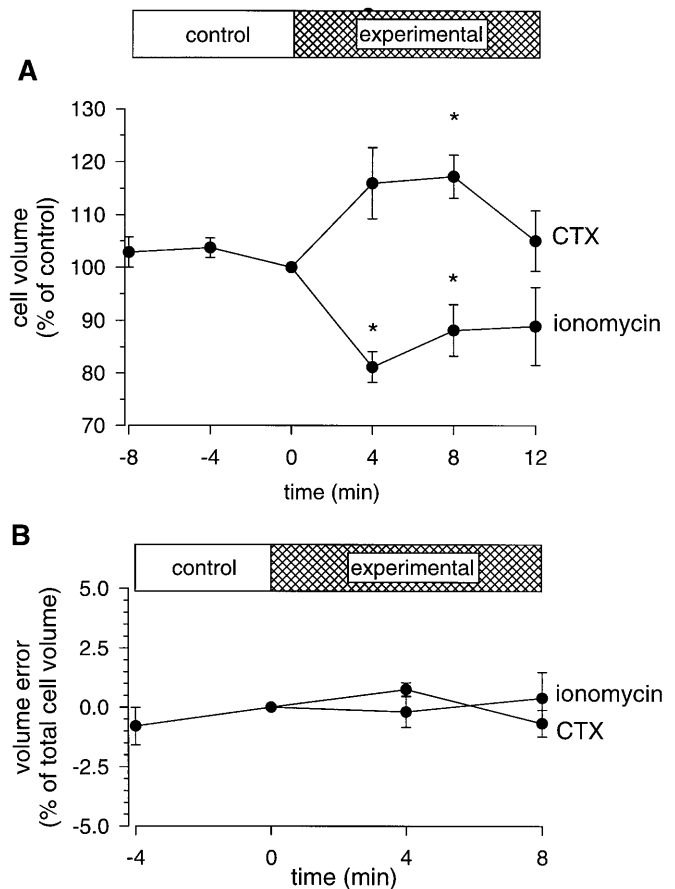 control experimental
A
130
120
110
100
90
80
70
cell volume
(% of control)
*
*
*
CTX
ionomycin
-8 -4 0 4 8 12
time (min)
B
control experimental
5.0
2.5
0.0
-2.5
-5.0
volume error
(% of total cell volume)
ionomycin
CTX
-4 0 4 8
time (min)